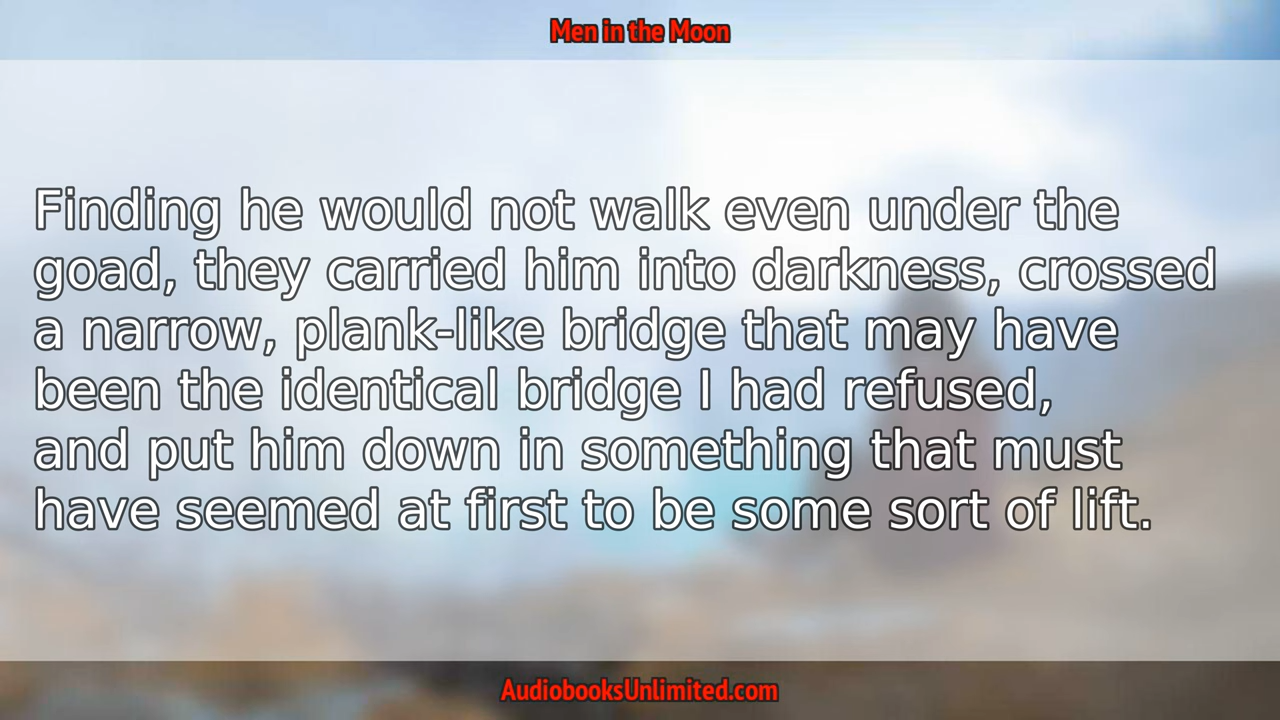 Men in the Moon
Finding he would not walk even under the
goad, they carried him into darkness, crossed
a narrow, plank-like bridge that may have
been the identical bridge I had refused,
and put him down in something that must
have seemed at first to be some sort of lift.
AudiobooksUnlimited.com